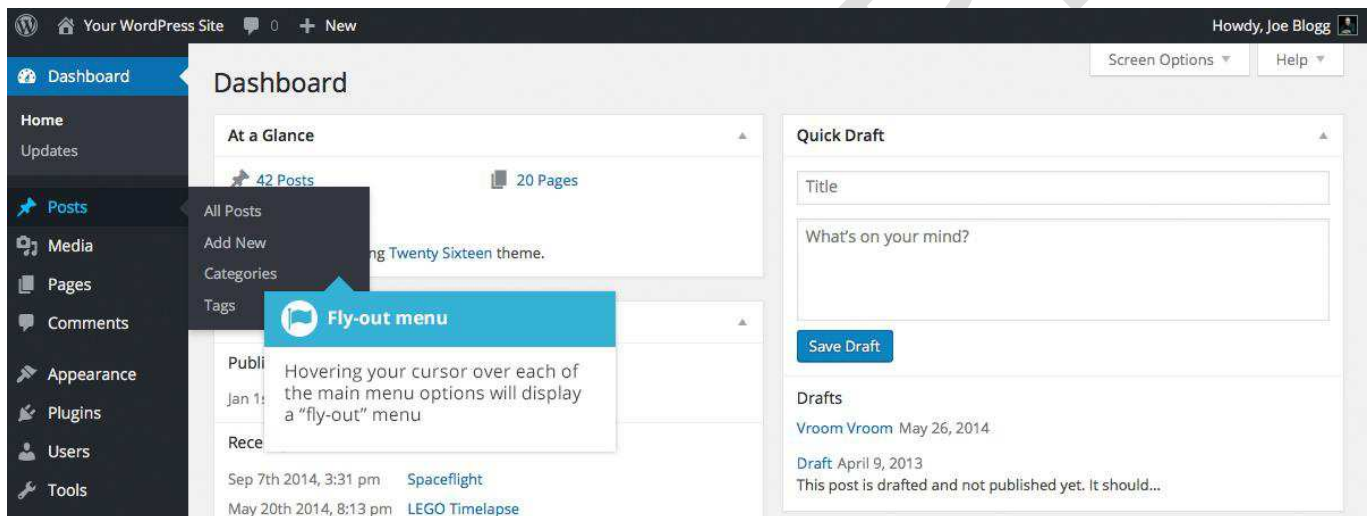 Your WordPress Site 0 + New Howdy, Joe Blogg
Screen Options Help
Dashboard
Home
Updates
Posts
Media
Pages
Comments
Appearance
Plugins
Users
Tools
All Posts
Add New
Categories
Tags
Dashboard
At a Glance
42 Posts 20 Pages
ng Twenty Sixteen theme.
Fly-out menu
Hovering your cursor over each of
the main menu options will display
a “fly-out” menu
Publi
Jan 1s
Rece
Sep 7th 2014, 3:31 pm Spaceflight
May 20th 2014, 8:13 pm LEGO Timelapse
Quick Draft
Title
What's on your mind?
Save Draft
Drafts
Vroom Vroom May 26, 2014
Draft April 9, 2013
This post is drafted and not published yet. It should...